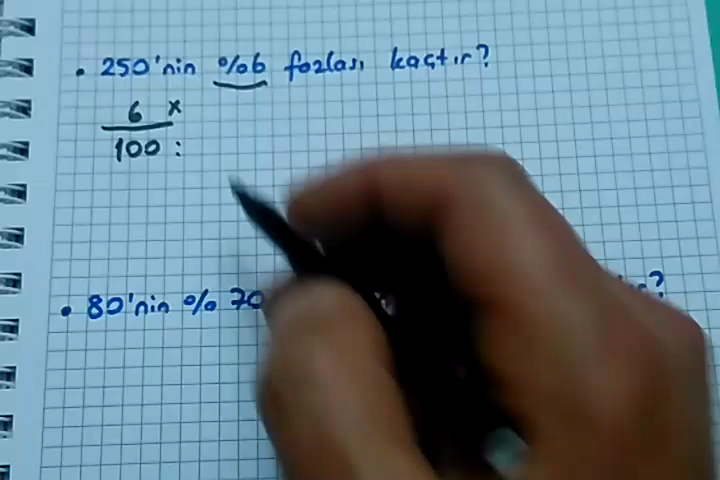 • 250'nin %6 fazlası kaçtır?
6 x
100 :
• 80'nin % 70